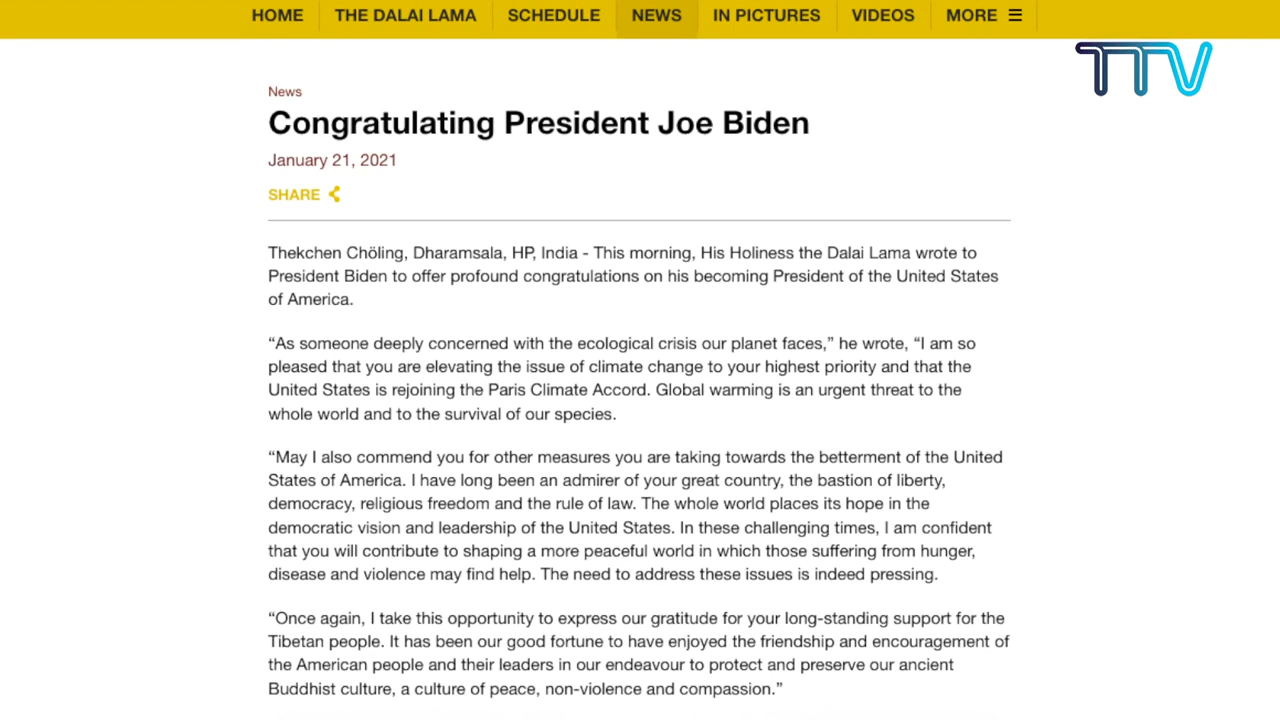 HOME THE DALAI LAMA SCHEDULE NEWS IN PICTURES VIDEOS MORE
TTV
News
Congratulating President Joe Biden
January 21, 2021
SHARE
Thekchen Chöling, Dharamsala, HP, India - This morning, His Holiness the Dalai Lama wrote to
President Biden to offer profound congratulations on his becoming President of the United States
of America.
“As someone deeply concerned with the ecological crisis our planet faces,” he wrote, “I am so
pleased that you are elevating the issue of climate change to your highest priority and that the
United States is rejoining the Paris Climate Accord. Global warming is an urgent threat to the
whole world and to the survival of our species.
“May I also commend you for other measures you are taking towards the betterment of the United
States of America. I have long been an admirer of your great country, the bastion of liberty,
democracy, religious freedom and the rule of law. The whole world places its hope in the
democratic vision and leadership of the United States. In these challenging times, I am confident
that you will contribute to shaping a more peaceful world in which those suffering from hunger,
disease and violence may find help. The need to address these issues is indeed pressing.
“Once again, I take this opportunity to express our gratitude for your long-standing support for the
Tibetan people. It has been our good fortune to have enjoyed the friendship and encouragement of
the American people and their leaders in our endeavour to protect and preserve our ancient
Buddhist culture, a culture of peace, non-violence and compassion.”